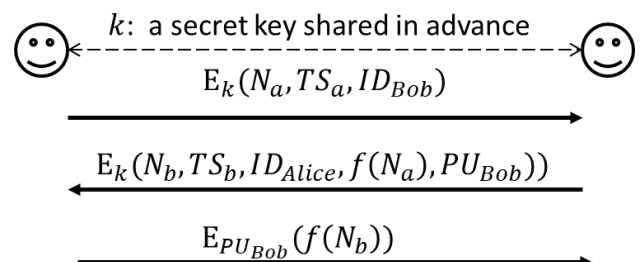 k: a secret key shared in advance
E_k(N_a, TS_a, ID_Bob)
E_k(N_b, TS_b, ID_Alice, f(N_a), PU_Bob))
E_PU_Bob(f(N_b))